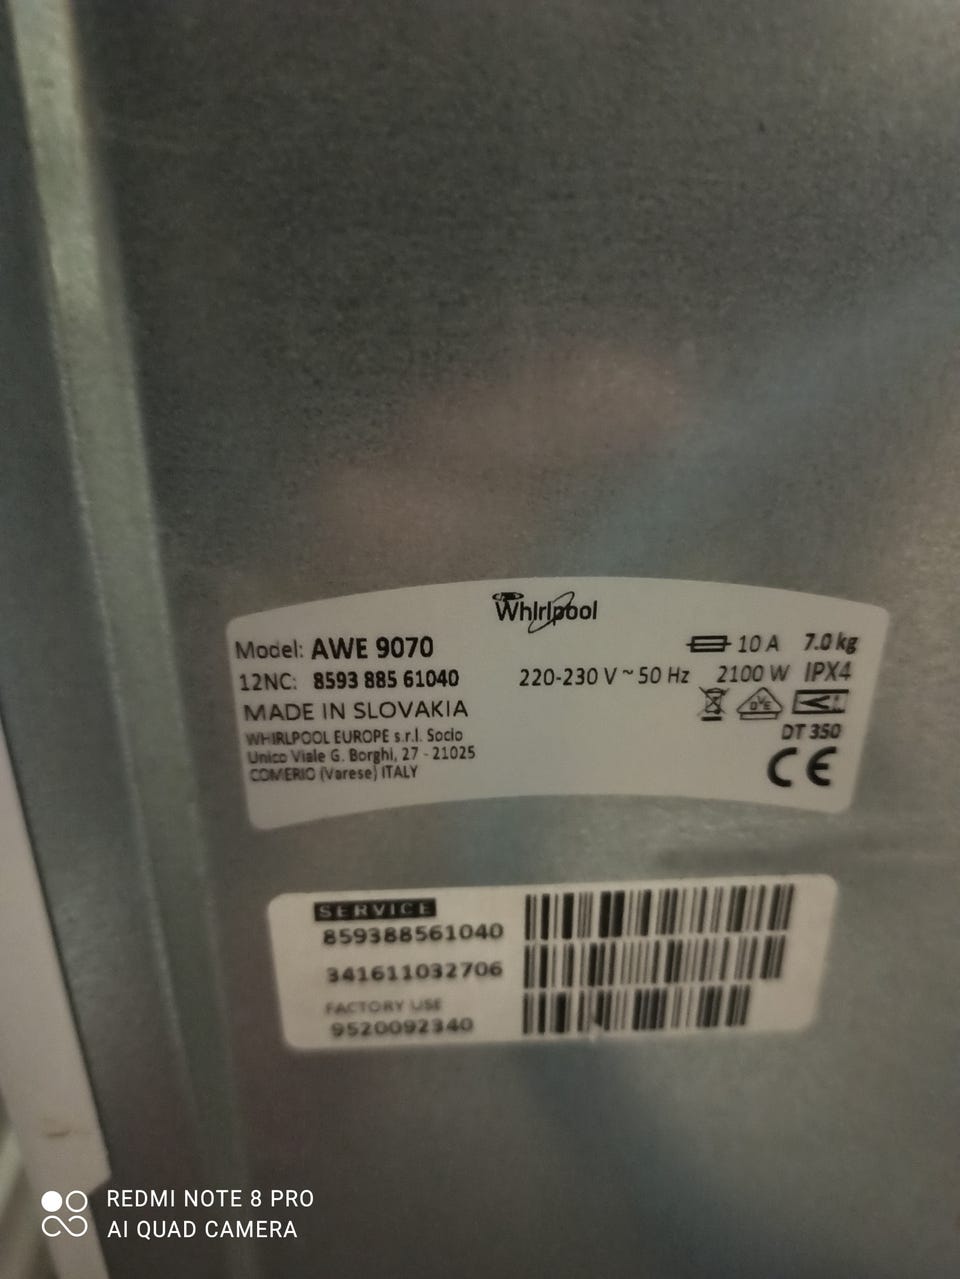 Whirlpool
Model: AWE 9070
10 A 7.0 kg
12NC: 8593 885 61040
220-230 V ~ 50 Hz 2100 W IPX4
MADE IN SLOVAKIA
WHIRLPOOL EUROPE s.r.l. Socio
Unico Viale G. Borghi, 27 - 21025
COMERIO (Varese) ITALY
DVE
DT 350
CE
SERVICE
859388561040
341611032706
FACTORY USE
9520092340
REDMI NOTE 8 PRO
AI QUAD CAMERA